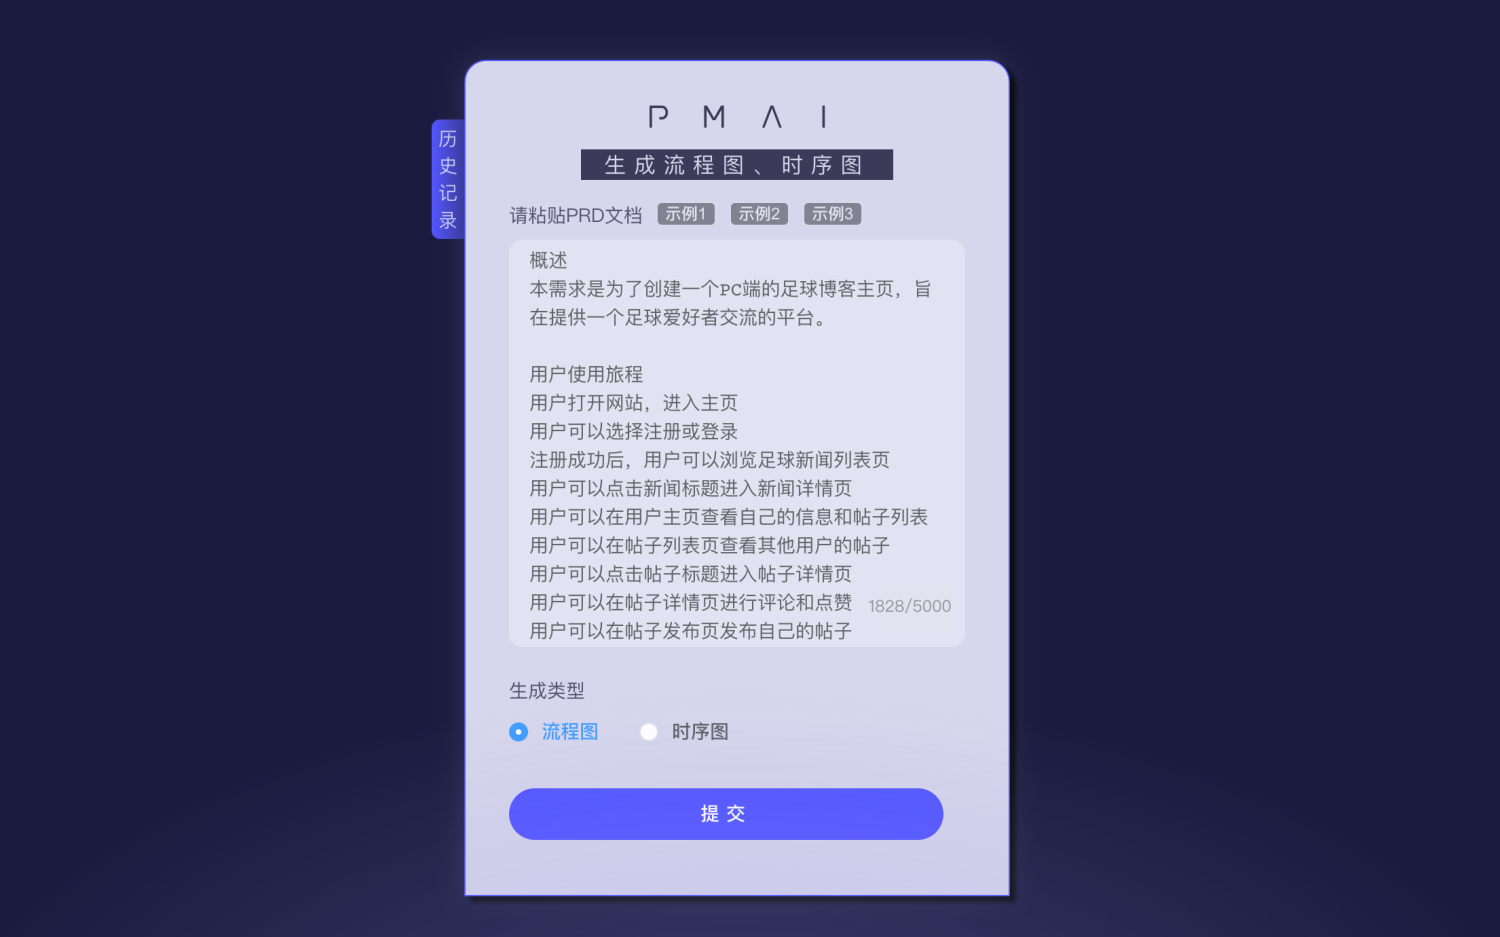 PMAI
生成流程图、时序图
历史记录
请粘贴PRD文档 示例1 示例2 示例3
概述
本需求是为了创建一个PC端的足球博客主页，旨
在提供一个足球爱好者交流的平台。
用户使用旅程
用户打开网站，进入主页
用户可以选择注册或登录
注册成功后，用户可以浏览足球新闻列表页
用户可以点击新闻标题进入新闻详情页
用户可以在用户主页查看自己的信息和帖子列表
用户可以在帖子列表页查看其他用户的帖子
用户可以点击帖子标题进入帖子详情页
用户可以在帖子详情页进行评论和点赞
1828/5000
用户可以在帖子发布页发布自己的帖子
生成类型
流程图 时序图
提交